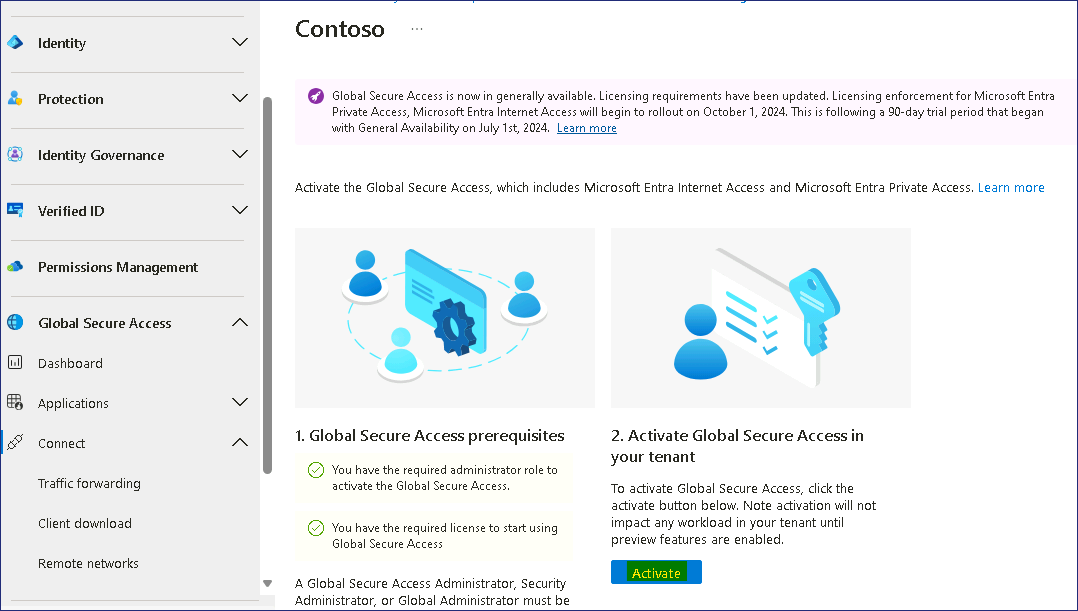 Identity
Protection
Identity Governance
Verified ID
Permissions Management
Global Secure Access
Dashboard
Applications
Connect
Traffic forwarding
Client download
Remote networks
Contoso
Global Secure Access is now in generally available. Licensing requirements have been updated. Licensing enforcement for Microsoft Entra
Private Access, Microsoft Entra Internet Access will begin to rollout on October 1, 2024. This is following a 90-day trial period that began
with General Availability on July 1st, 2024. Learn more
Activate the Global Secure Access, which includes Microsoft Entra Internet Access and Microsoft Entra Private Access. Learn more
1. Global Secure Access prerequisites
You have the required administrator role to
activate the Global Secure Access.
You have the required license to start using
Global Secure Access
A Global Secure Access Administrator, Security
Administrator, or Global Administrator must be
2. Activate Global Secure Access in
your tenant
To activate Global Secure Access, click the
activate button below. Note activation will not
impact any workload in your tenant until
preview features are enabled.
Activate